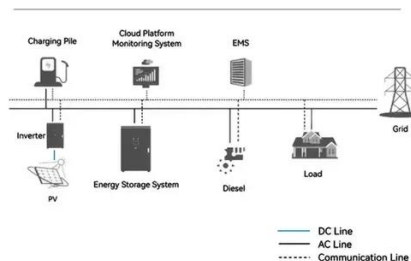 Charging Pile
Cloud Platform
Monitoring System
EMS
Grid
Inverter
PV
Energy Storage System
Diesel
Load
DC Line
AC Line
Communication Line